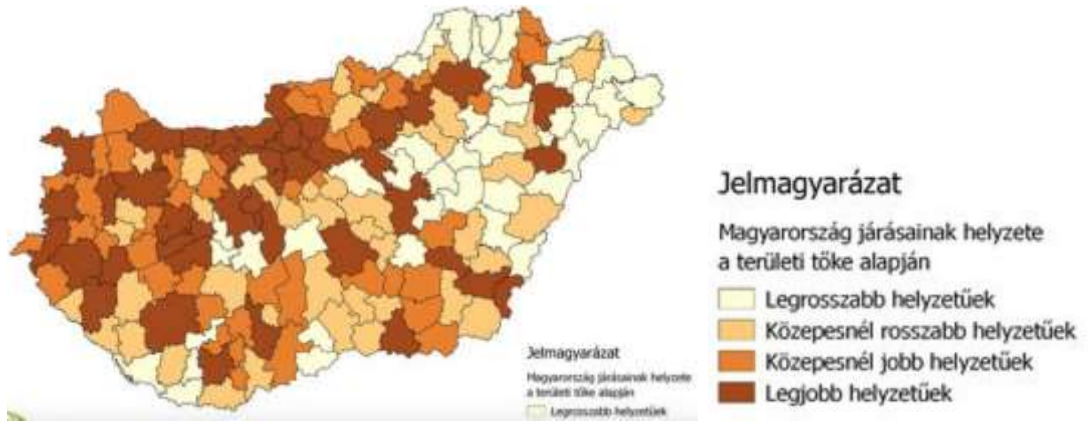 Jelmagyarázat
Magyarország járásainak helyzete
a területi tőke alapján
Legrosszabb helyzetűek
Jelmagyarázat
Magyarország járásainak helyzete
a területi tőke alapján
Legrosszabb helyzetűek
Közepesnél rosszabb helyzetűek
Közepesnél jobb helyzetűek
Legjobb helyzetűek